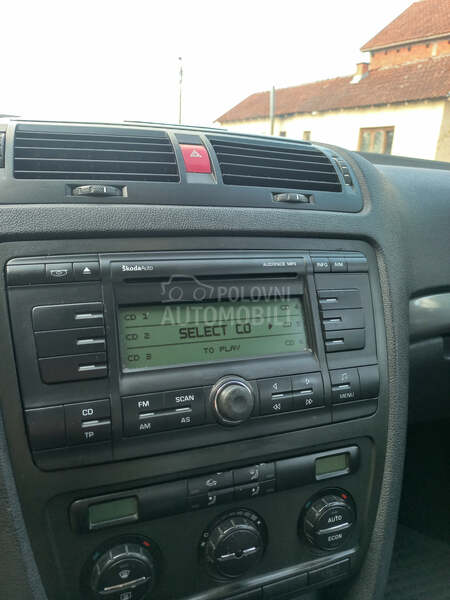 ŠkodaAuto
AUDIENCE MP3
INFO A/M
POLOVNI
AUTOMOBILI
CD 1
CD 2
CD 3
SELECT CD
TO PLAY
CD
TP
FM
AM
SCAN
AS
MENU
AUTO
ECON